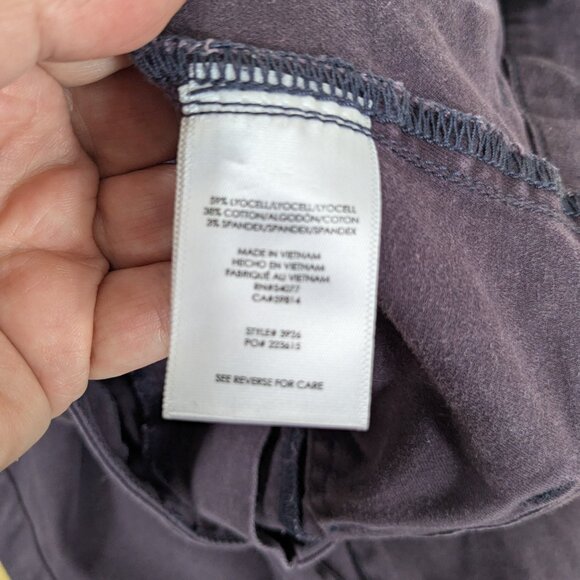 59% LYOCELL/LYOCELL/LYOCELL
38% COTTON/ALGODÓN/COTON
3% SPANDEX/SPANDEX/SPANDEX
MADE IN VIETNAM
HECHO EN VIETNAM
FABRIQUÉ AU VIETNAM
RN#54077
CA#59814
STYLE# 3936
PO# 225615
SEE REVERSE FOR CARE